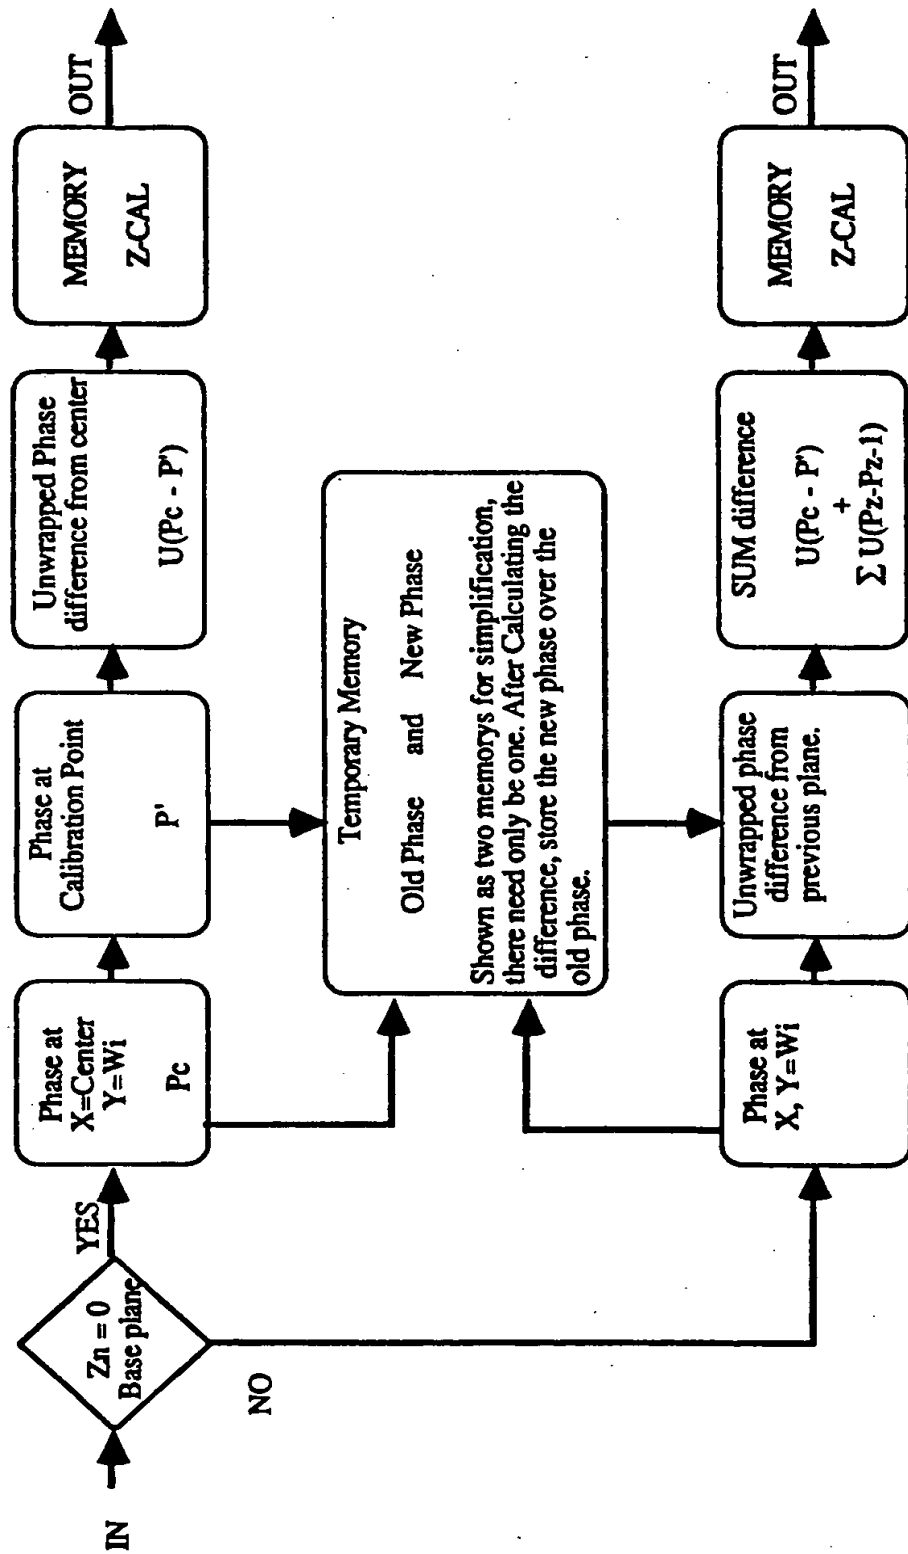 IN
Zn = 0
Base plane
YES
NO
Phase at
X=Center
Y=Wi
Pc
Phase at
Calibration Point
P'
Unwrapped Phase
difference from center
U(Pc - P')
MEMORY
Z-CAL
OUT
Temporary Memory
Old Phase and New Phase
Shown as two memorys for simplification,
there need only be one. After Calculating the
difference, store the new phase over the
old phase.
Phase at
X, Y=Wi
Unwrapped phase
difference from
previous plane.
SUM difference
U(Pc - P')
+
∑ U(Pz-Pz-1)
MEMORY
Z-CAL
OUT